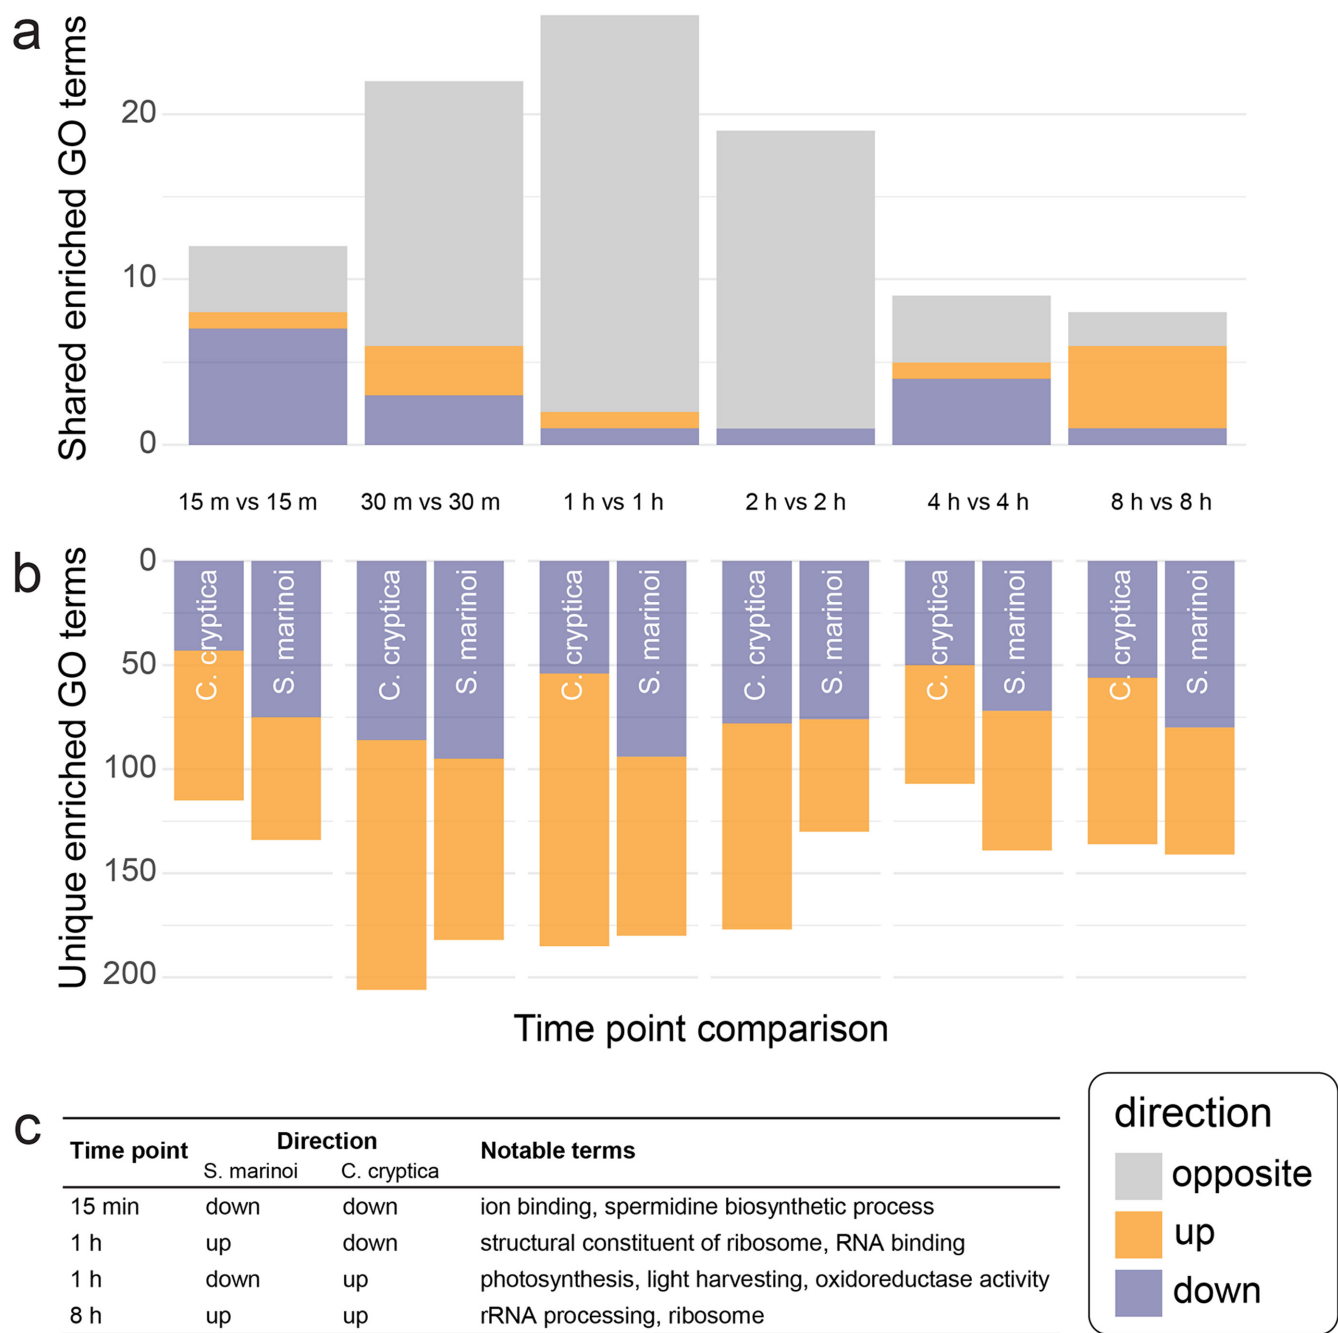 a
Shared enriched GO terms
20
10
0
15 m vs 15 m 30 m vs 30 m 1 h vs 1 h 2 h vs 2 h 4 h vs 4 h 8 h vs 8 h
b
Unique enriched GO terms
0
50
100
150
200
C. cryptica S. marinoi C. cryptica S. marinoi C. cryptica S. marinoi C. cryptica S. marinoi C. cryptica S. marinoi C. cryptica S. marinoi
Time point comparison
c
Time point Direction Notable terms
S. marinoi C. cryptica
15 min down down ion binding, spermidine biosynthetic process
1 h up down structural constituent of ribosome, RNA binding
1 h down up photosynthesis, light harvesting, oxidoreductase activity
8 h up up rRNA processing, ribosome
direction
opposite
up
down